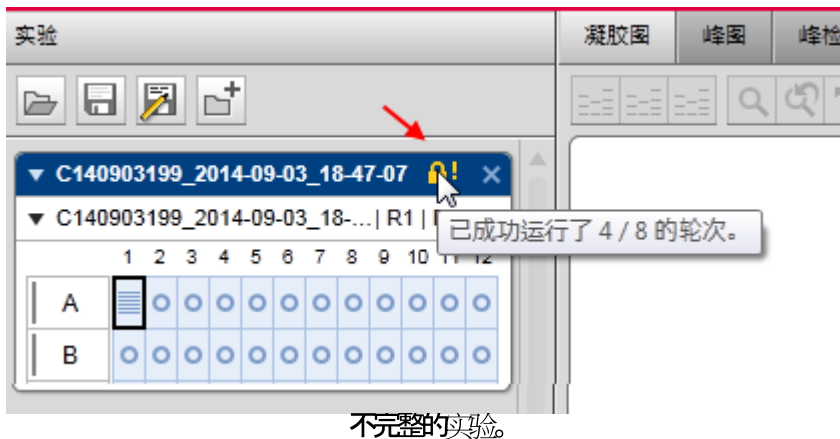 实验
凝胶图 峰图 峰检
C140903199_2014-09-03_18-47-07
C140903199_2014-09-03_18-...| R1 |
已成功运行了 4 / 8 的轮次。
1 2 3 4 5 6 7 8 9 10 11 12
A
B
不完整的实验。